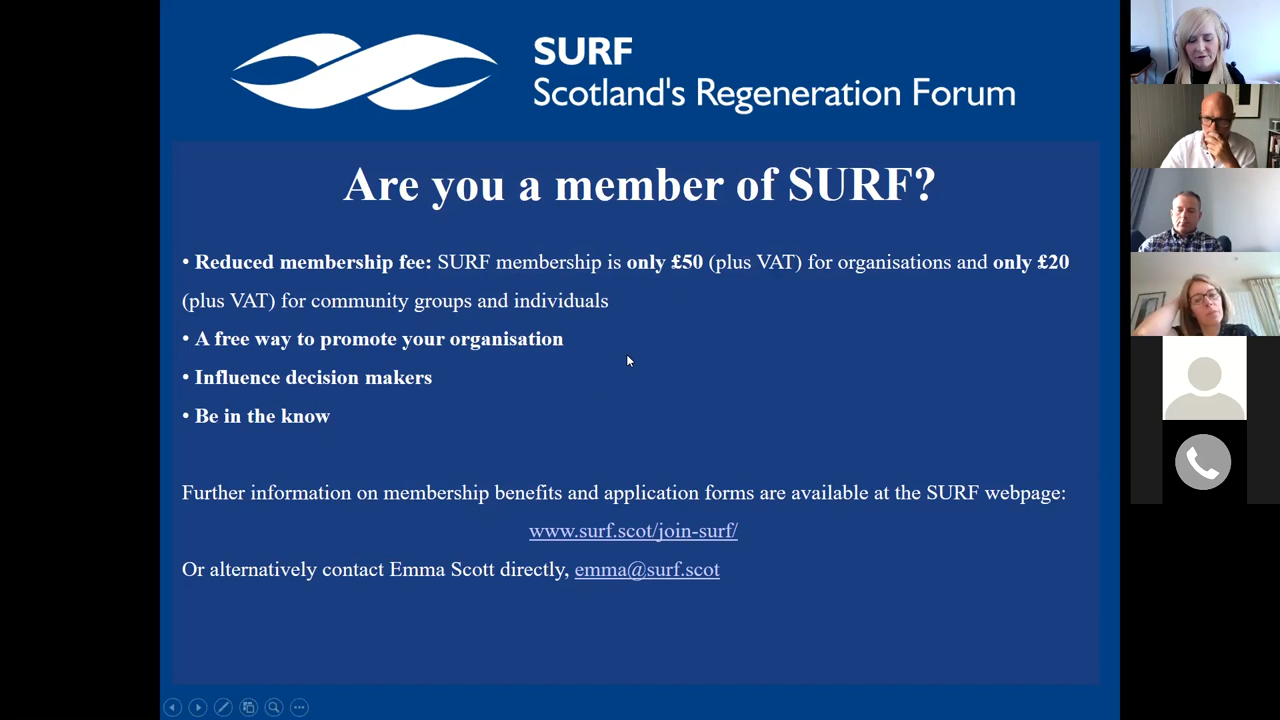 SURF
Scotland's Regeneration Forum
Are you a member of SURF?
• Reduced membership fee: SURF membership is only £50 (plus VAT) for organisations and only £20
(plus VAT) for community groups and individuals
• A free way to promote your organisation
• Influence decision makers
• Be in the know
Further information on membership benefits and application forms are available at the SURF webpage:
www.surf.scot/join-surf/
Or alternatively contact Emma Scott directly, emma@surf.scot